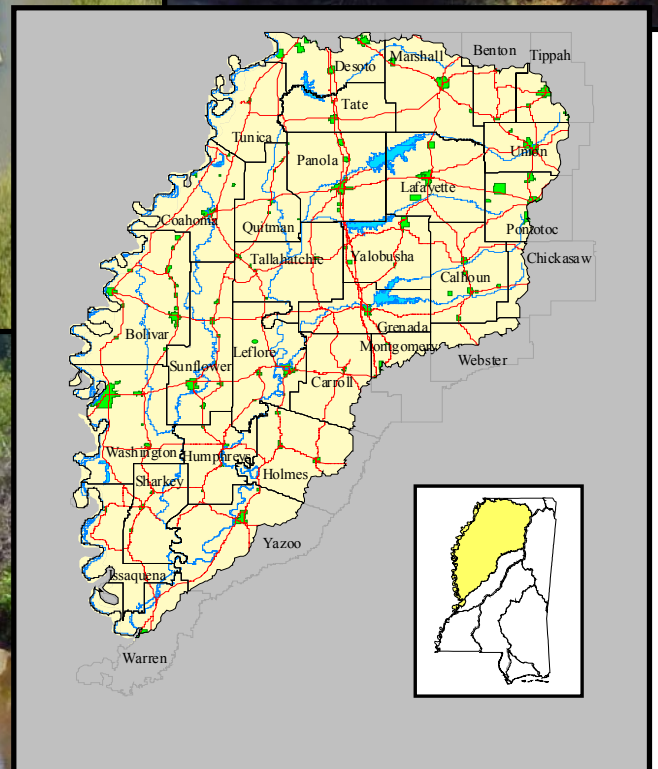 Benton
Tippah
Marshall
Desoto
Tate
Tunica
Union
Panola
Lafayette
Coahoma
Quitman
Pontotoc
Tallahatchie
Yalobusha
Chickasaw
Calhoun
Bolivar
Grenada
Leflore
Montgomery
Webster
Sunflower
Carroll
Washington
Humphreys
Holmes
Sharkey
Yazoo
Issaquena
Warren